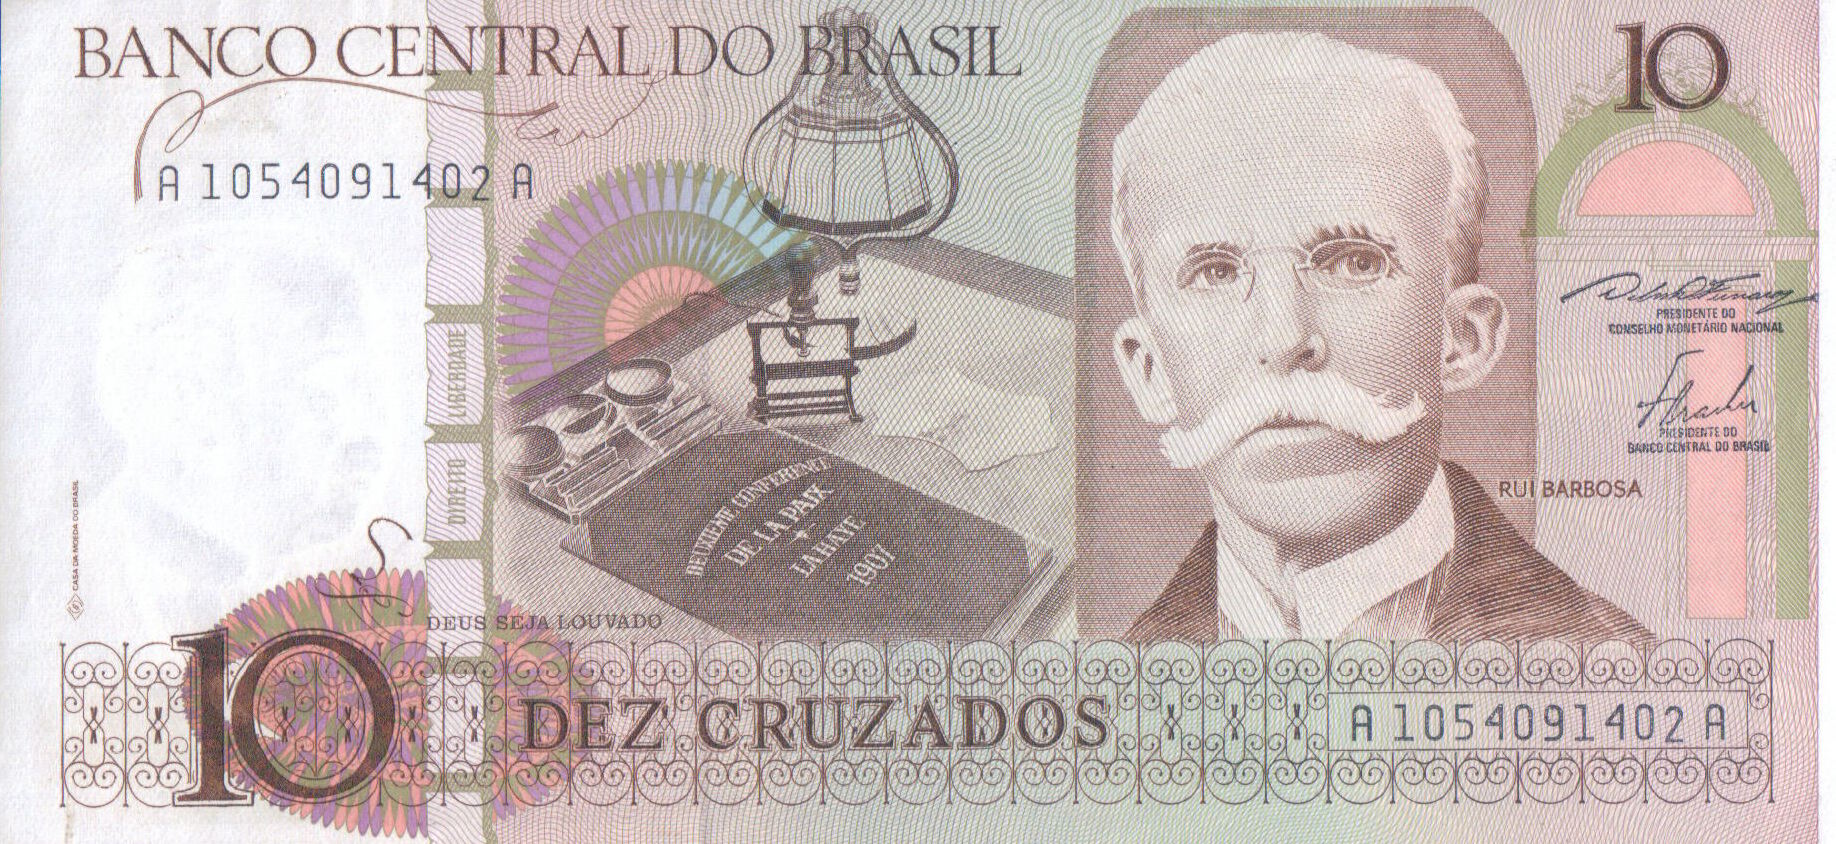 BANCO CENTRAL DO BRASIL
10
A 1054091402 A
PRESIDENTE DO
CONSELHO MONETÁRIO NACIONAL
LIBERDADE
PRESIDENTE DO
BANCO CENTRAL DO BRASIL
DIREITO
DEUXIEME CONFERENCE
DE LA PAIX
LA HAYE
1907
RUI BARBOSA
CASA DA MOEDA DO BRASIL
DEUS SEJA LOUVADO
10
DEZ CRUZADOS
A 1054091402 A